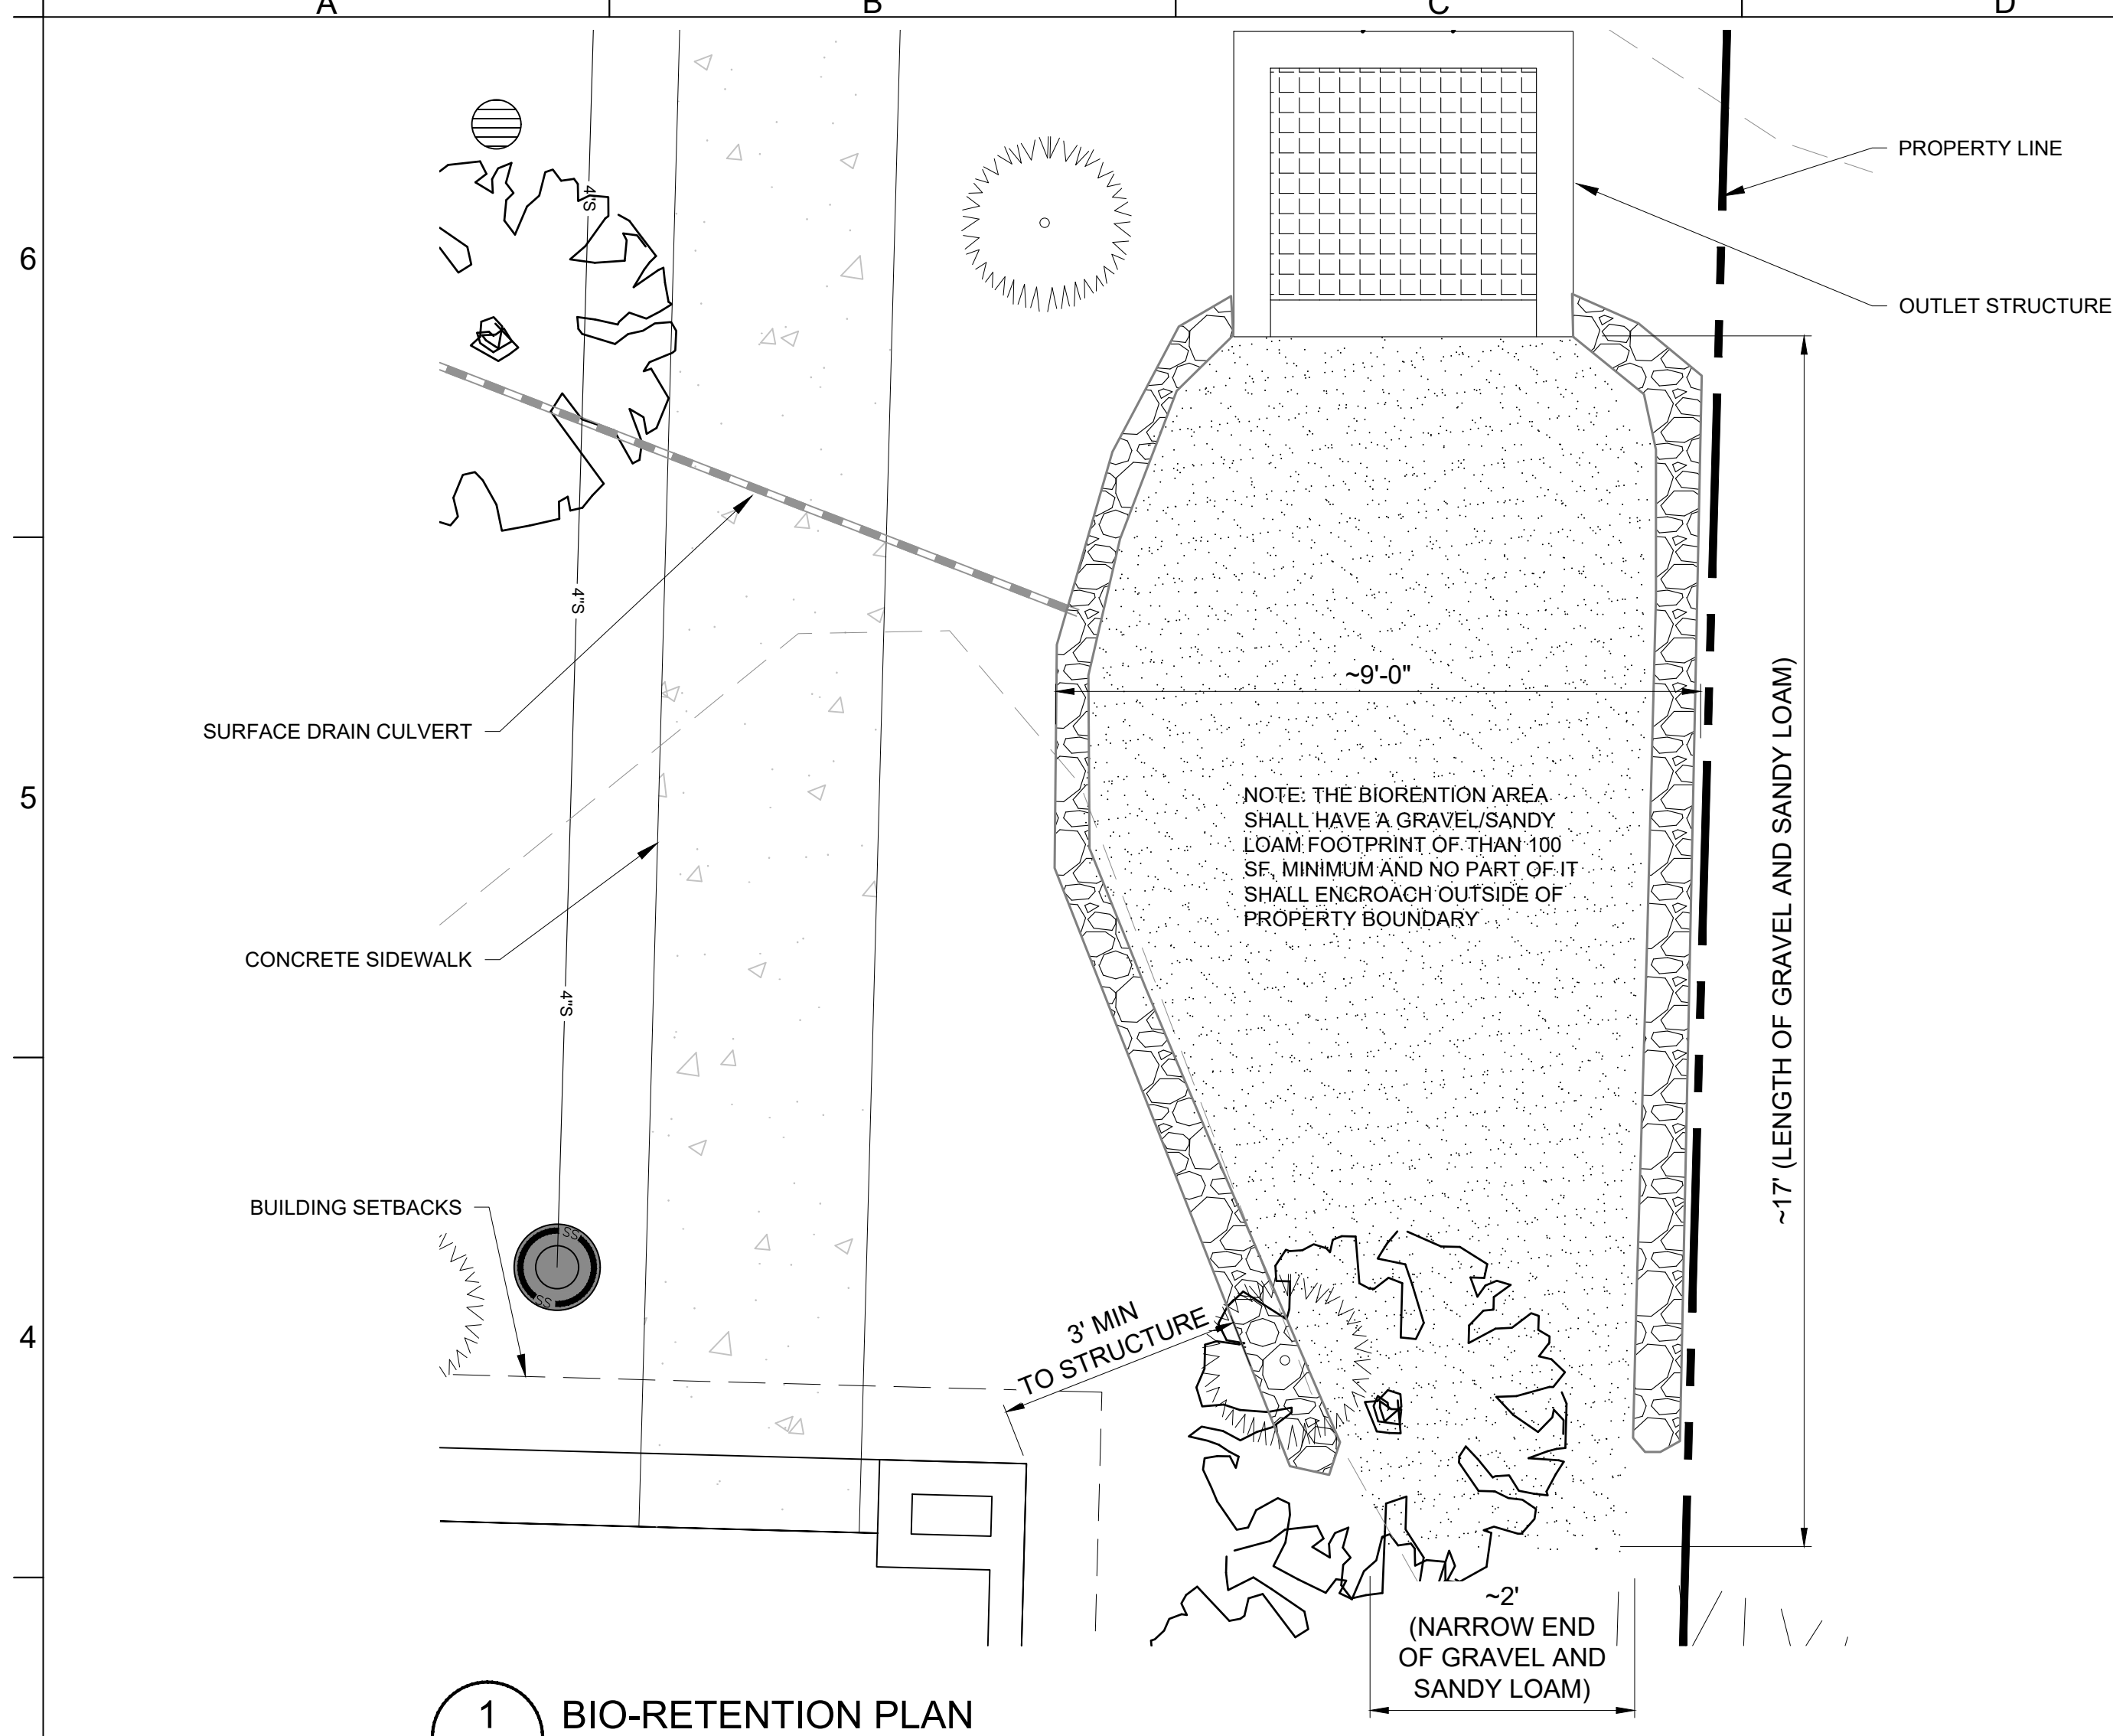 A
B
C
D
6
5
4
4"S
4"S
4"S
PROPERTY LINE
OUTLET STRUCTURE
SURFACE DRAIN CULVERT
~9'-0"
NOTE: THE BIORENTION AREA
SHALL HAVE A GRAVEL/SANDY
LOAM FOOTPRINT OF THAN 100
SF, MINIMUM AND NO PART OF IT
SHALL ENCROACH OUTSIDE OF
PROPERTY BOUNDARY
~17' (LENGTH OF GRAVEL AND SANDY LOAM)
CONCRETE SIDEWALK
BUILDING SETBACKS
SS
SS
3' MIN
TO STRUCTURE
~2'
(NARROW END
OF GRAVEL AND
SANDY LOAM)
1
BIO-RETENTION PLAN